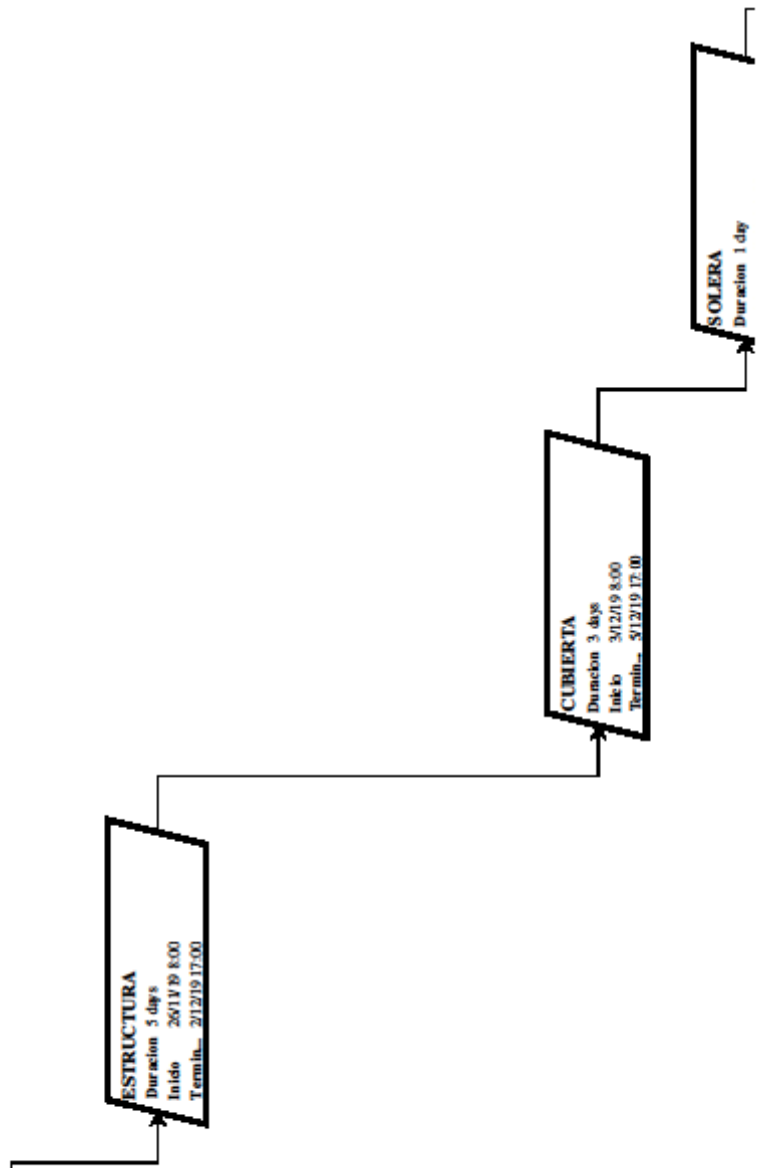 ESTRUCTURA
Duracion 5 days
Inicio 26/11/19 8:00
Termin... 2/12/19 17:00
CUBIERTA
Duracion 3 days
Inicio 3/12/19 8:00
Termin... 5/12/19 17:00
SOLERA
Duracion 1 day